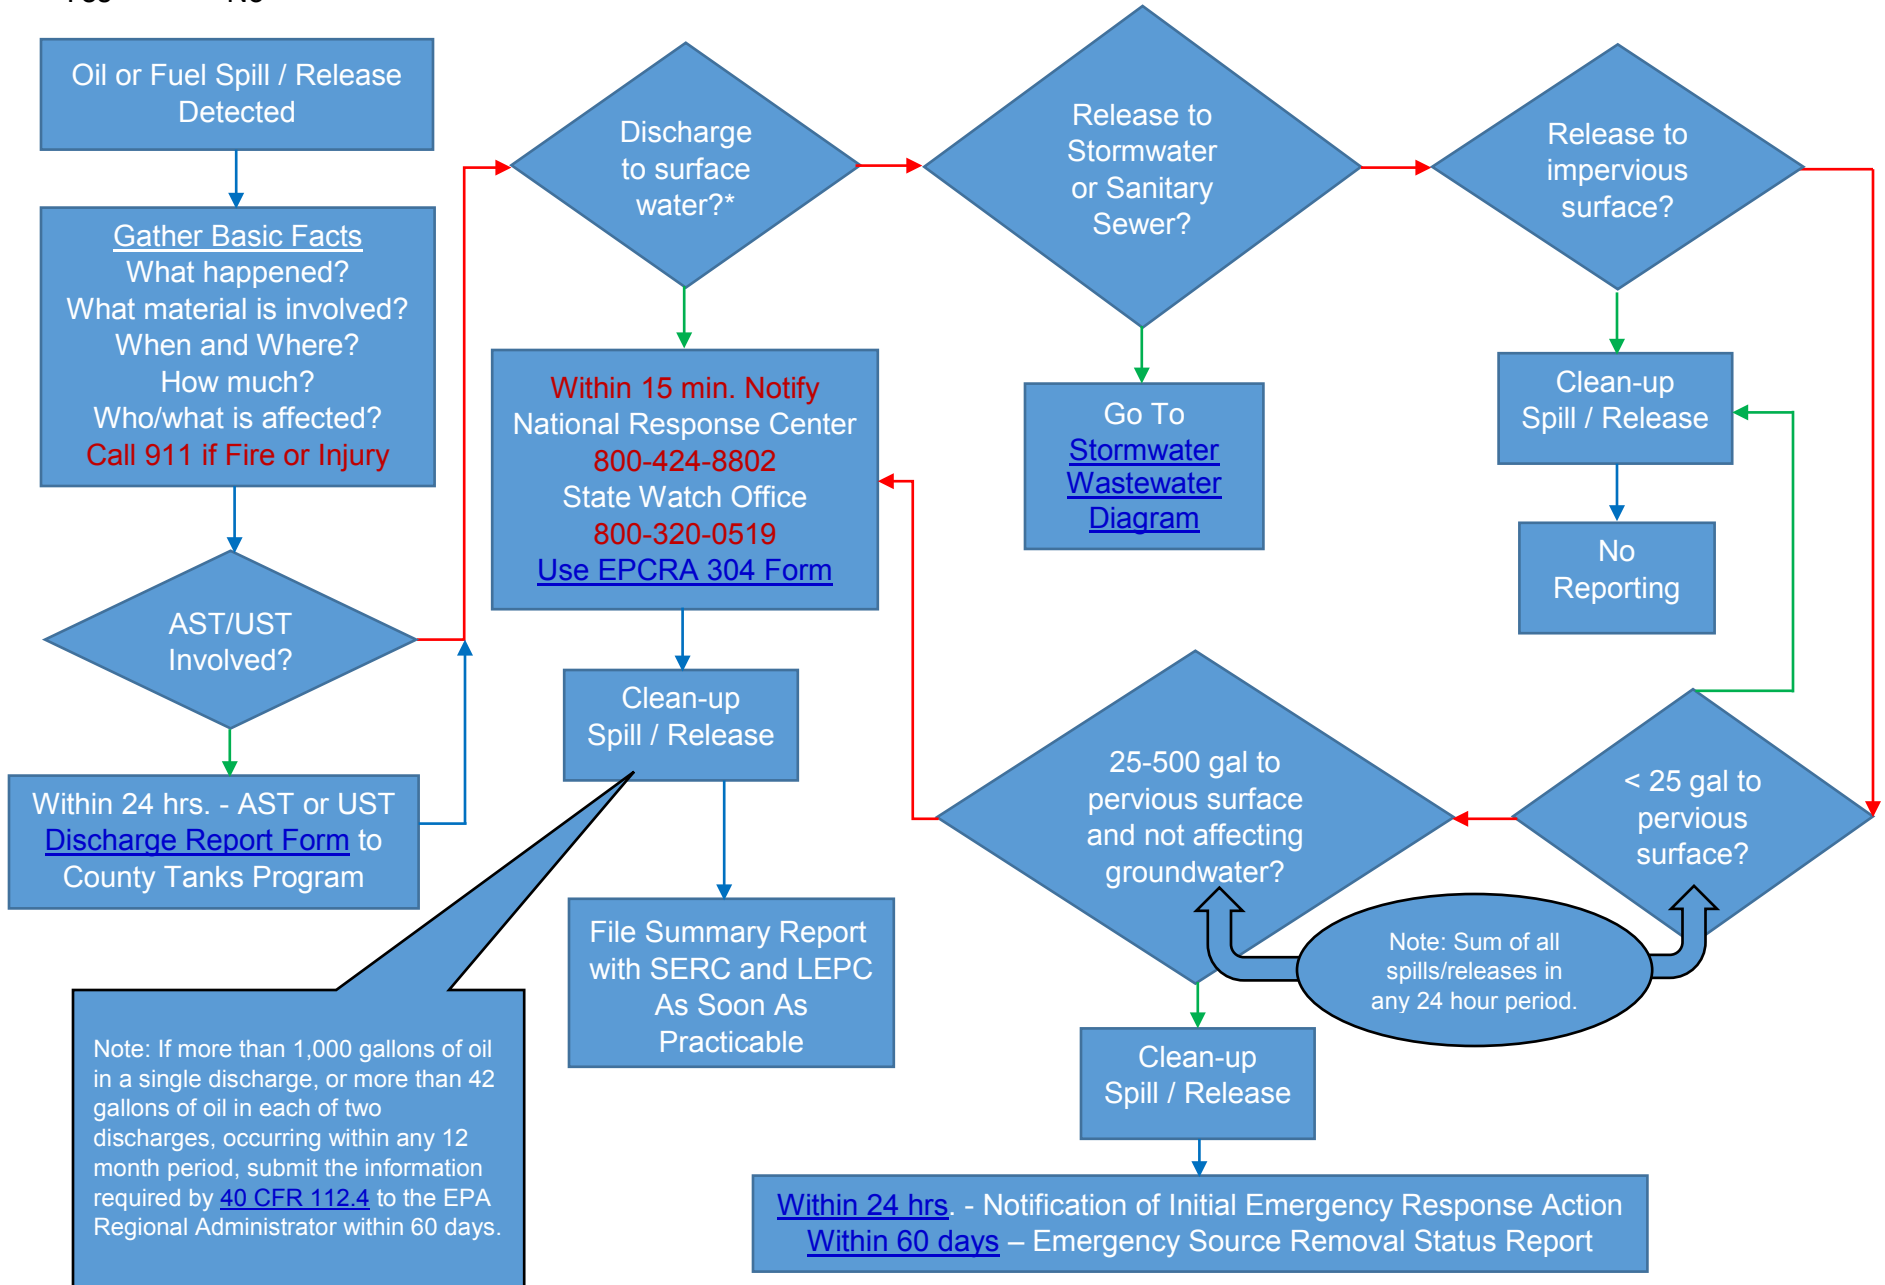 Yes No
Oil or Fuel Spill / Release
Detected
Gather Basic Facts
What happened?
What material is involved?
When and Where?
How much?
Who/what is affected?
Call 911 if Fire or Injury
AST/UST
Involved?
Within 24 hrs. - AST or UST
Discharge Report Form to
County Tanks Program
Discharge
to surface
water?*
Within 15 min. Notify
National Response Center
800-424-8802
State Watch Office
800-320-0519
Use EPCRA 304 Form
Clean-up
Spill / Release
File Summary Report
with SERC and LEPC
As Soon As
Practicable
Note: If more than 1,000 gallons of oil
in a single discharge, or more than 42
gallons of oil in each of two
discharges, occurring within any 12
month period, submit the information
required by 40 CFR 112.4 to the EPA
Regional Administrator within 60 days.
Release to
Stormwater
or Sanitary
Sewer?
Go To
Stormwater
Wastewater
Diagram
Release to
impervious
surface?
Clean-up
Spill / Release
No
Reporting
< 25 gal to
pervious
surface?
25-500 gal to
pervious surface
and not affecting
groundwater?
Note: Sum of all
spills/releases in
any 24 hour period.
Clean-up
Spill / Release
Within 24 hrs. - Notification of Initial Emergency Response Action
Within 60 days – Emergency Source Removal Status Report